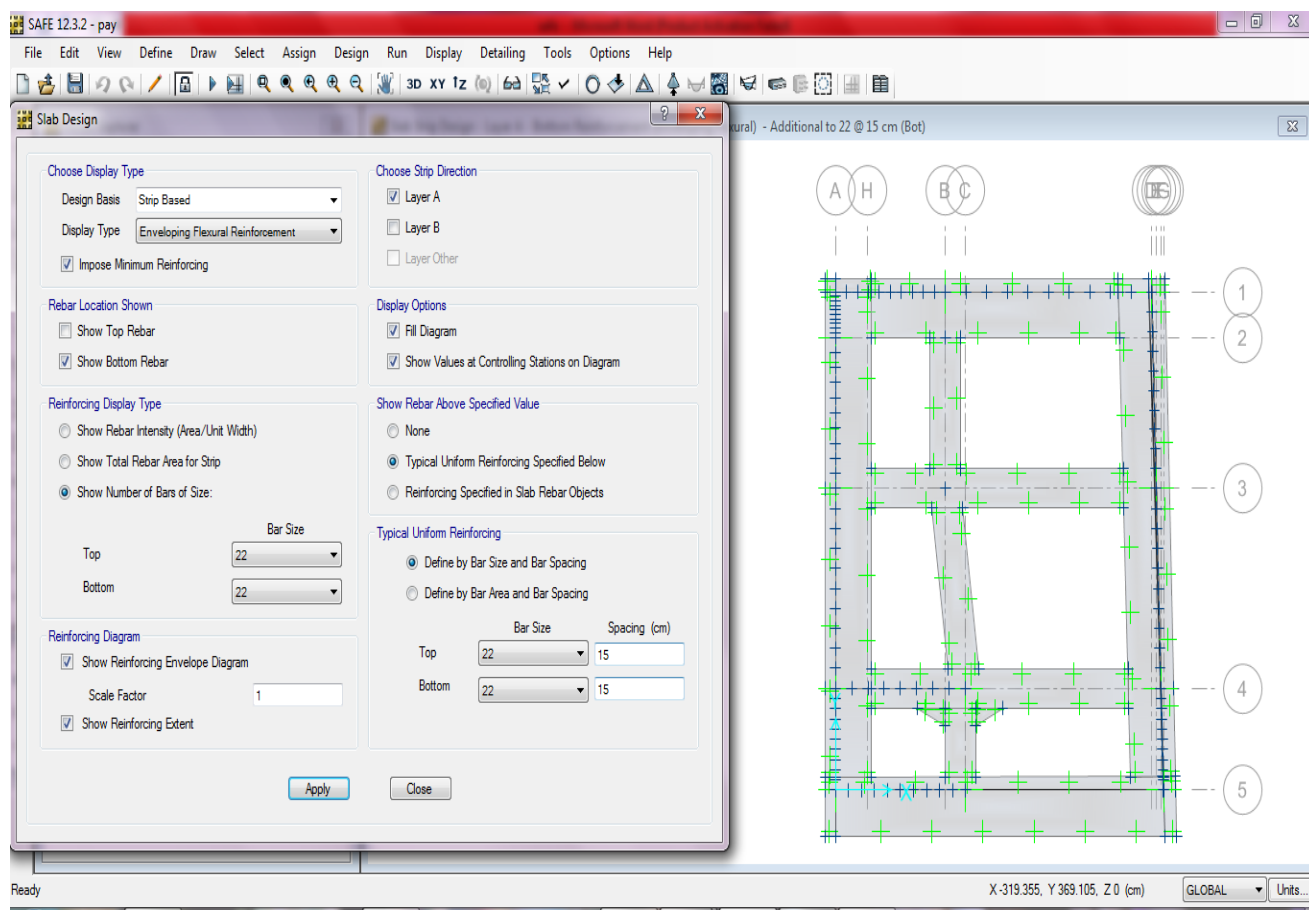 SAFE 12.3.2 - pay
File Edit View Define Draw Select Assign Design Run Display Detailing Tools Options Help
3D XY
Slab Design
xural) - Additional to 22 @ 15 cm (Bot)
Choose Display Type
Design Basis Strip Based
Display Type Enveloping Flexural Reinforcement
Impose Minimum Reinforcing
Choose Strip Direction
Layer A
Layer B
Layer Other
Rebar Location Shown
Show Top Rebar
Show Bottom Rebar
Display Options
Fill Diagram
Show Values at Controlling Stations on Diagram
Reinforcing Display Type
Show Rebar Intensity (Area/Unit Width)
Show Total Rebar Area for Strip
Show Number of Bars of Size:
Bar Size
Top 22
Bottom 22
Show Rebar Above Specified Value
None
Typical Uniform Reinforcing Specified Below
Reinforcing Specified in Slab Rebar Objects
Typical Uniform Reinforcing
Define by Bar Size and Bar Spacing
Define by Bar Area and Bar Spacing
Bar Size Spacing (cm)
Top 22 15
Bottom 22 15
Reinforcing Diagram
Show Reinforcing Envelope Diagram
Scale Factor 1
Show Reinforcing Extent
Apply Close
A H B C
1
2
3
4
5
X
Ready
X -319.355, Y 369.105, Z 0 (cm) GLOBAL Units...